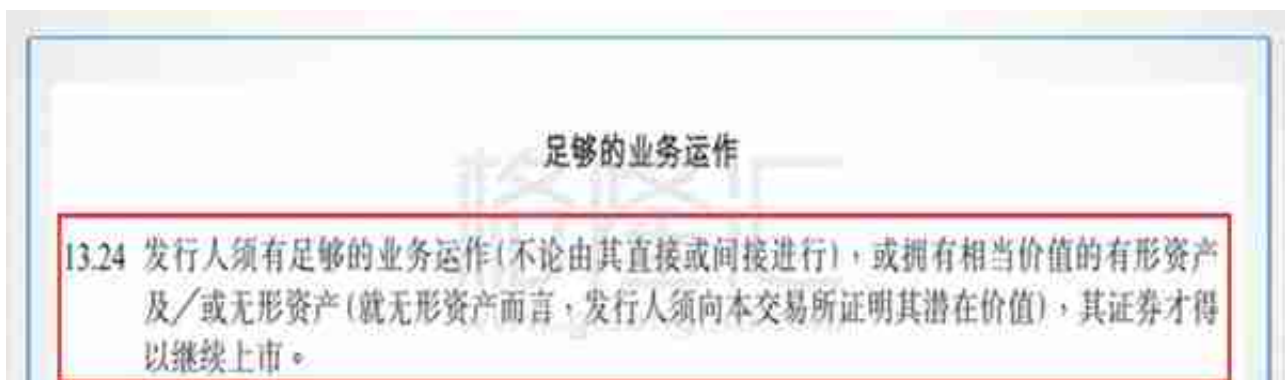 足够的业务运作
13.24 发行人须有足够的业务运作(不论由其直接或间接进行)，或拥有相当价值的有形资产
及╱或无形资产(就无形资产而言，发行人须向本交易所证明其潜在价值)，其证券才得
以继续上市。